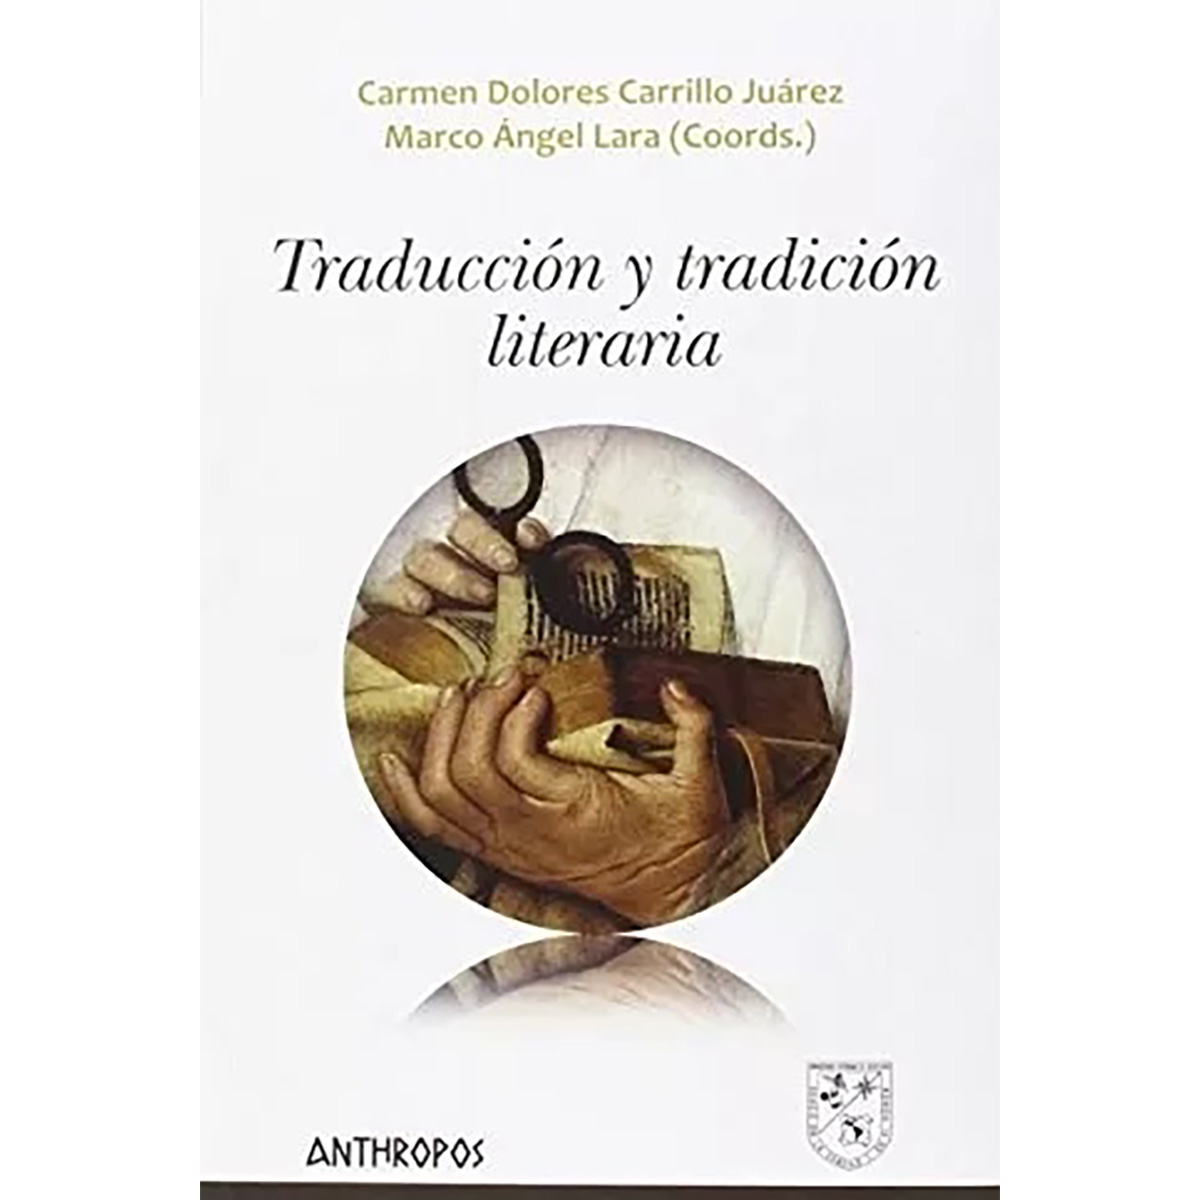 Carmen Dolores Carrillo Juárez
Marco Ángel Lara (Coords.)
Traducción y tradición
literaria
ANTHROPOS